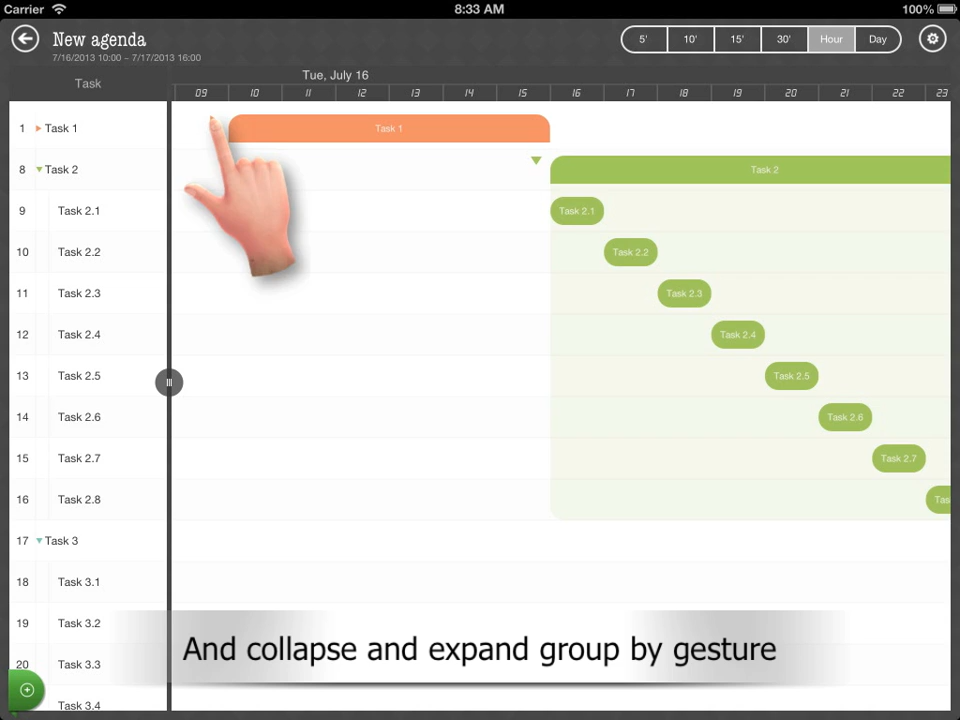 Carrier 8:33 AM 100%
New agenda
7/16/2013 10:00 – 7/17/2013 16:00
5' 10' 15' 30' Hour Day
Task
Tue, July 16
09 10 11 12 13 14 15 16 17 18 19 20 21 22 23
1 Task 1 Task 1
8 Task 2 Task 2
9 Task 2.1 Task 2.1
10 Task 2.2 Task 2.2
11 Task 2.3 Task 2.3
12 Task 2.4 Task 2.4
13 Task 2.5 Task 2.5
14 Task 2.6 Task 2.6
15 Task 2.7 Task 2.7
16 Task 2.8 Tas
17 Task 3
18 Task 3.1
19 Task 3.2
And collapse and expand group by gesture
20 Task 3.3
Task 3.4